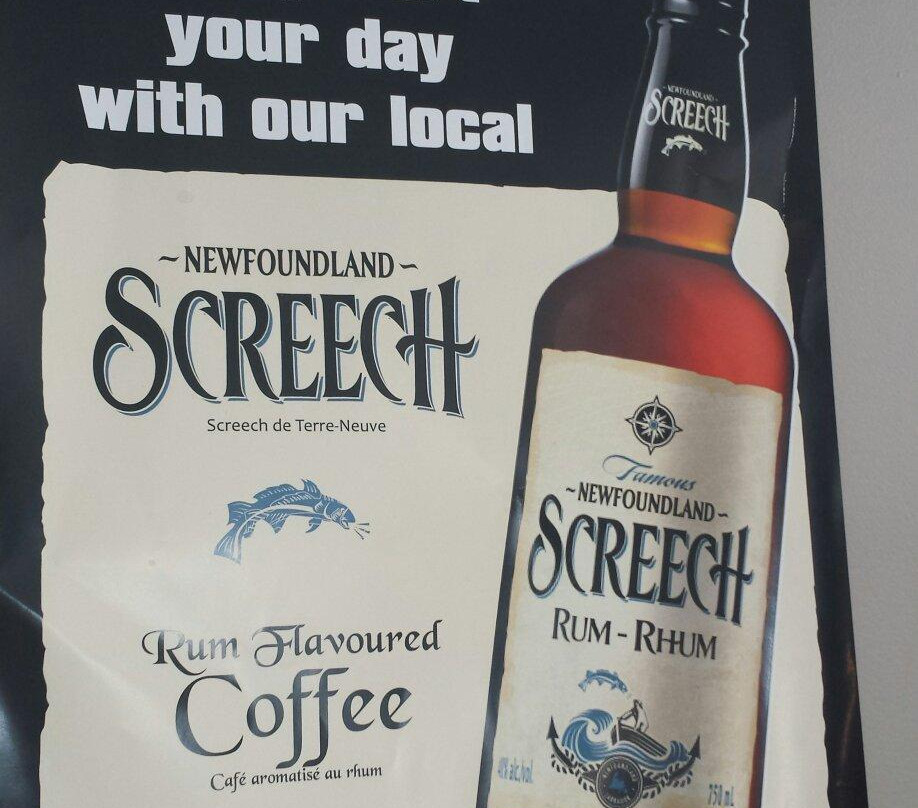 your day
with our local
~NEWFOUNDLAND~
SCREECH
Screech de Terre-Neuve
Rum Flavoured
Coffee
Café aromatisé au rhum
~NEWFOUNDLAND~
SCREECH
Famous
~NEWFOUNDLAND~
SCREECH
RUM-RHUM
40% alc./vol.
750 mL